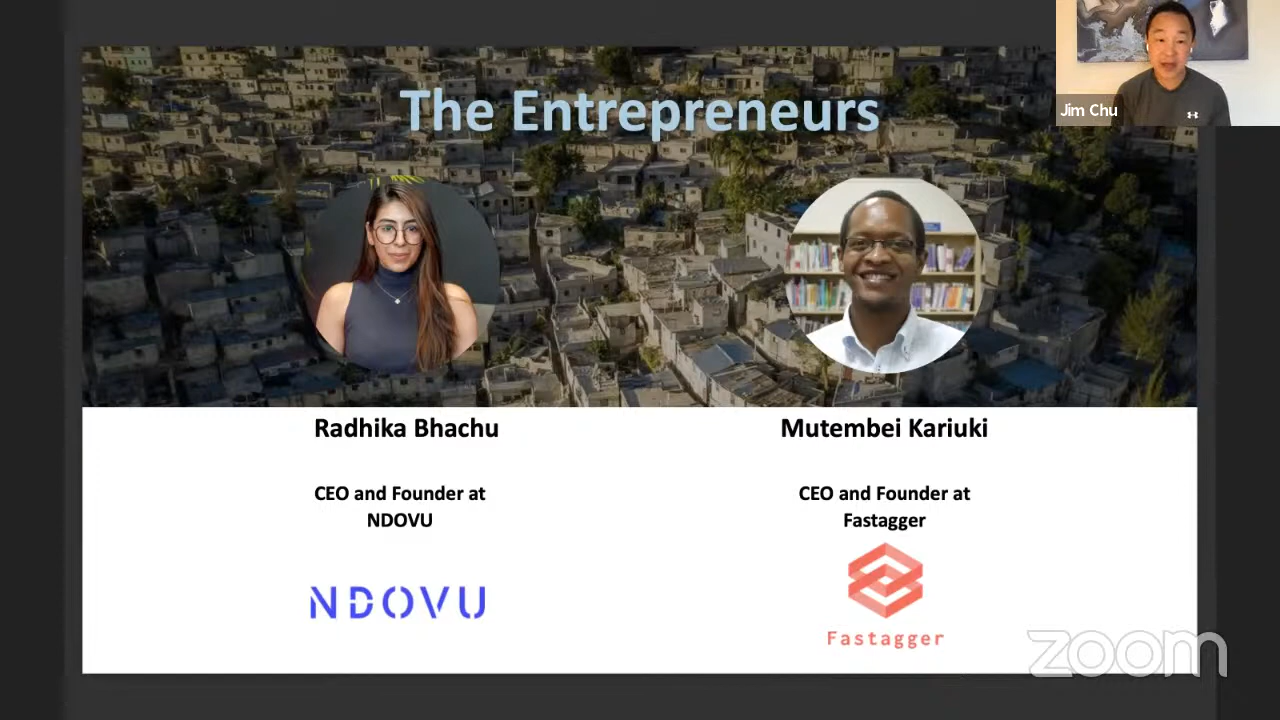 The Entrepreneurs
Jim Chu
Radhika Bhachu
Mutembei Kariuki
CEO and Founder at
NDOVU
CEO and Founder at
Fastagger
NDOVU
Fastagger
zoom